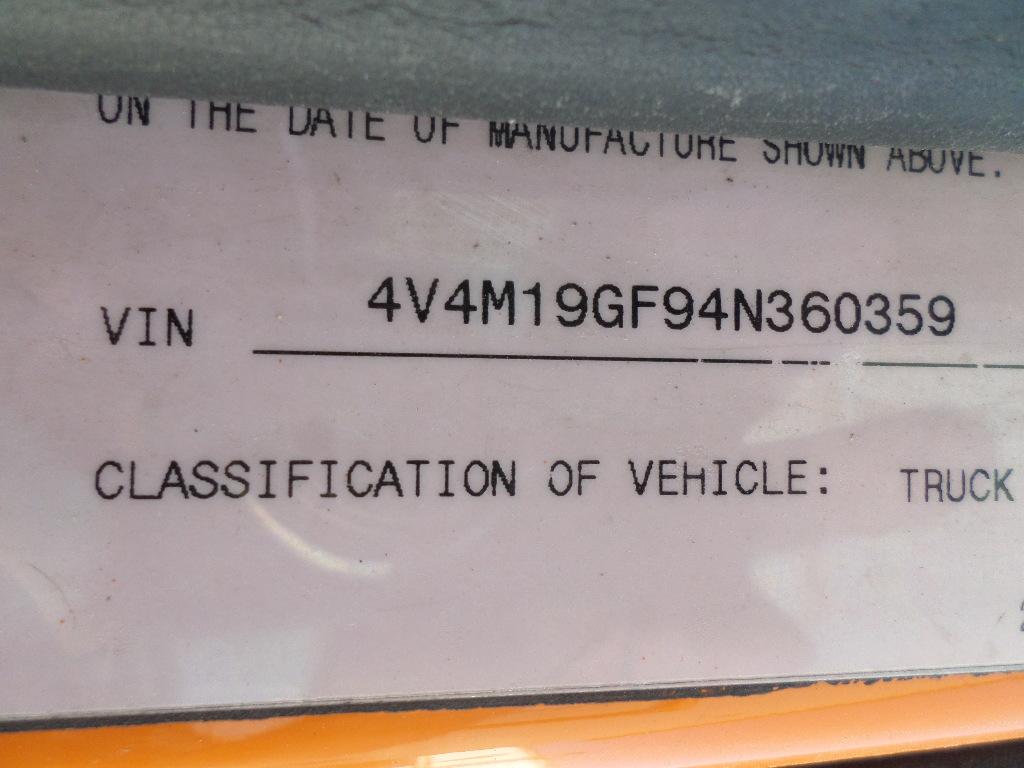 ON THE DATE OF MANUFACTURE SHOWN ABOVE.
VIN 4V4M19GF94N360359
CLASSIFICATION OF VEHICLE: TRUCK